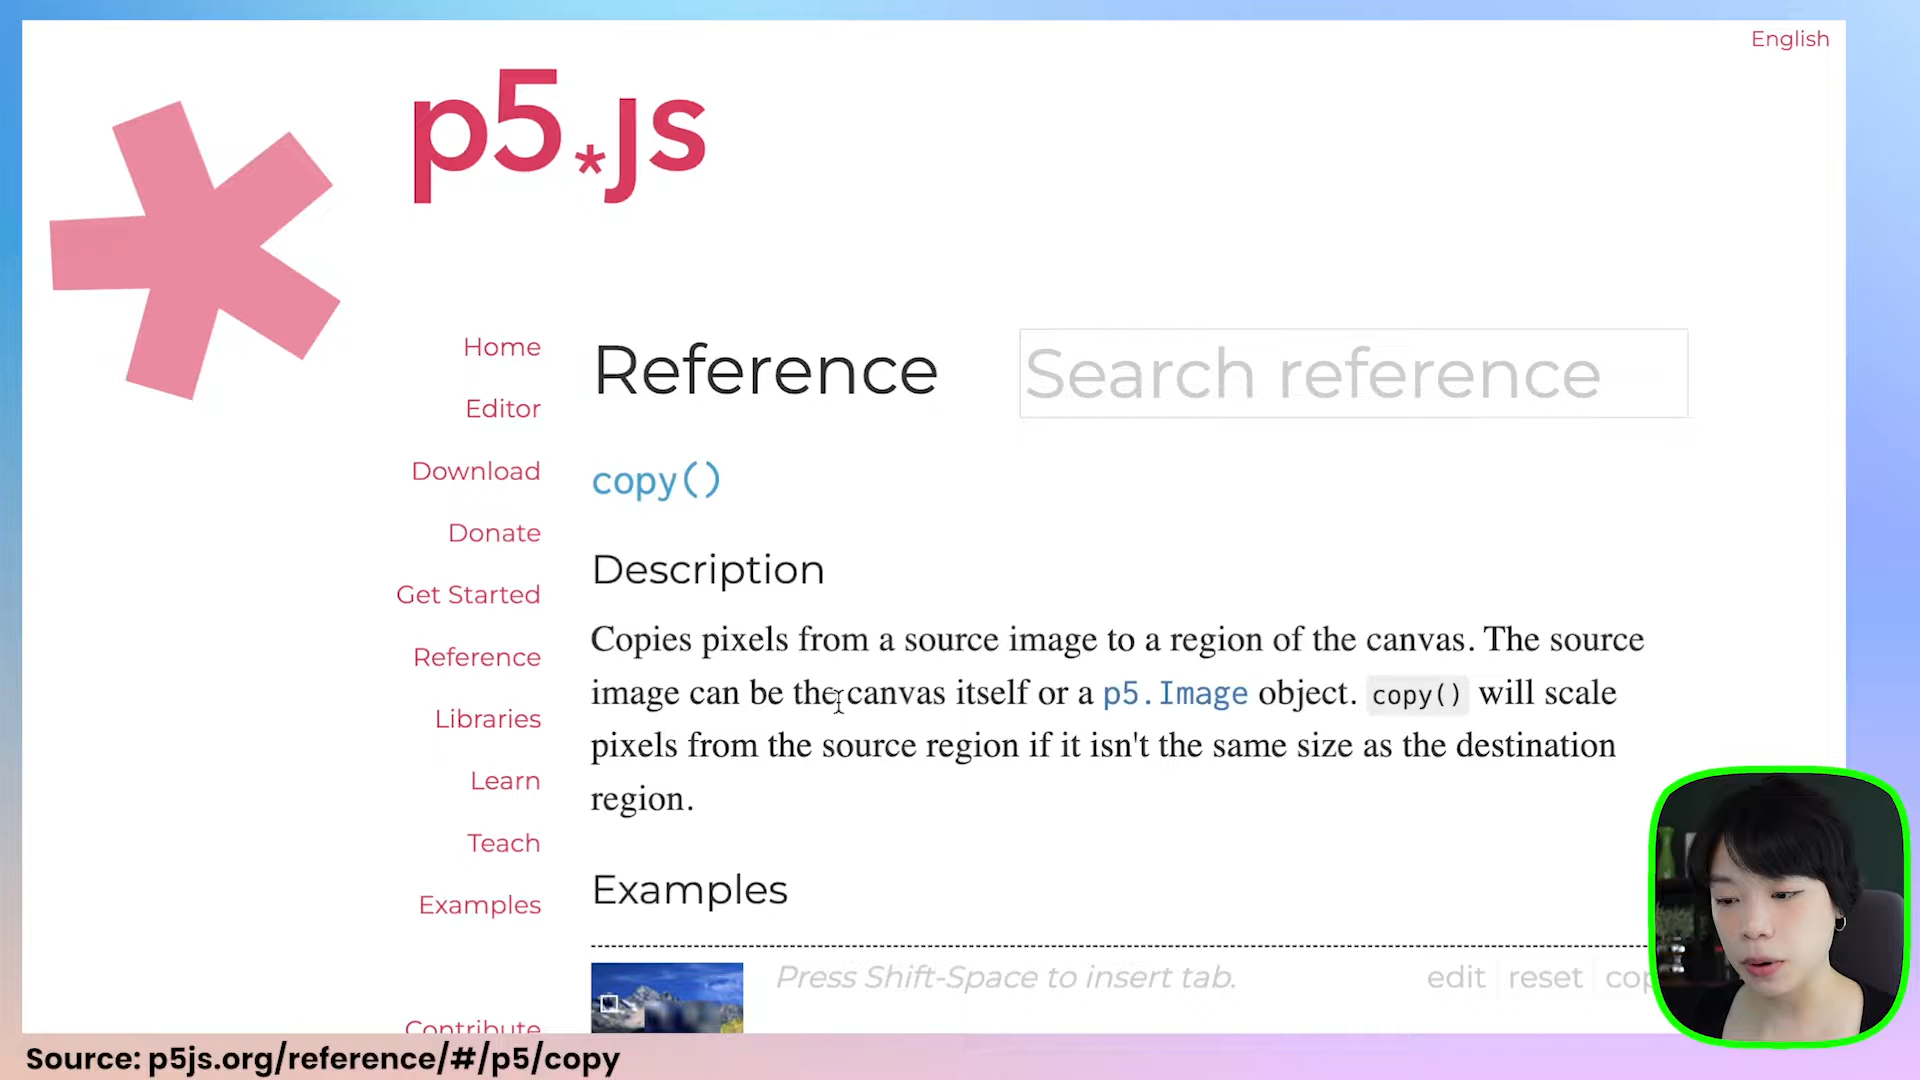 English
p5.*js
Home
Editor
Download
Donate
Get Started
Reference
Libraries
Learn
Teach
Examples
Contribute
Reference
Search reference
copy()
Description
Copies pixels from a source image to a region of the canvas. The source
image can be the canvas itself or a p5.Image object. copy() will scale
pixels from the source region if it isn't the same size as the destination
region.
Examples
Press Shift-Space to insert tab.
edit reset cop
Source: p5js.org/reference/#/p5/copy